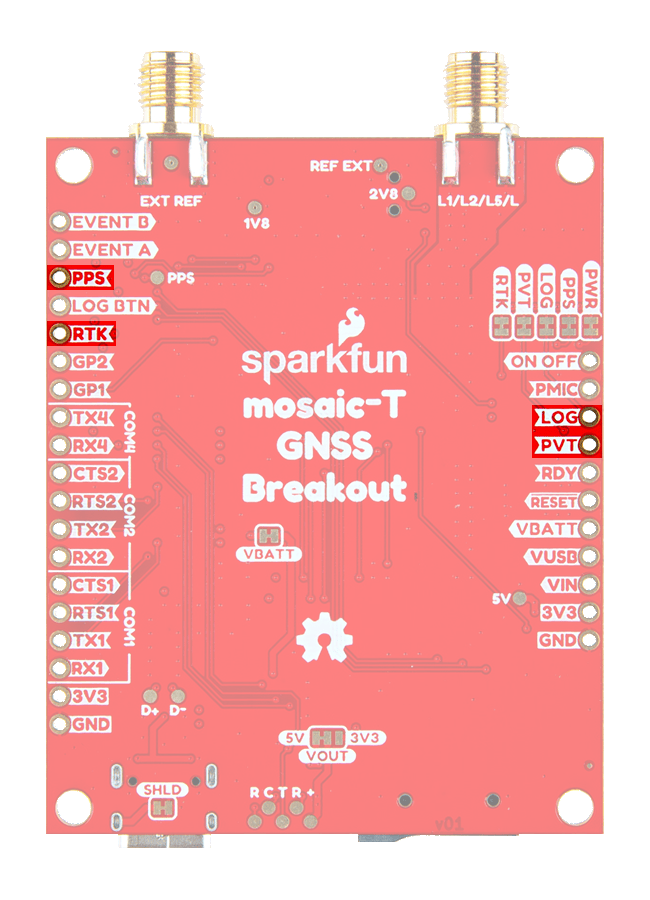 REF EXT
EXT REF
2V8
L1/L2/L5/L
1V8
EVENT B
EVENT A
PPS
PPS
LOG BTN
RTK
GP2
GP1
TX4
RX4
COM4
CTS2
RTS2
TX2
RX2
COM2
CTS1
RTS1
TX1
RX1
COM1
3V3
GND
RTK
PVT
LOG
PPS
PWR
sparkfun
mosaic-T
GNSS
Breakout
VBATT
ON OFF
PMIC
LOG
PVT
RDY
RESET
VBATT
VUSB
VIN
5V
3V3
GND
D+ D-
5V 3V3
VOUT
SHLD
R C T R +
v01